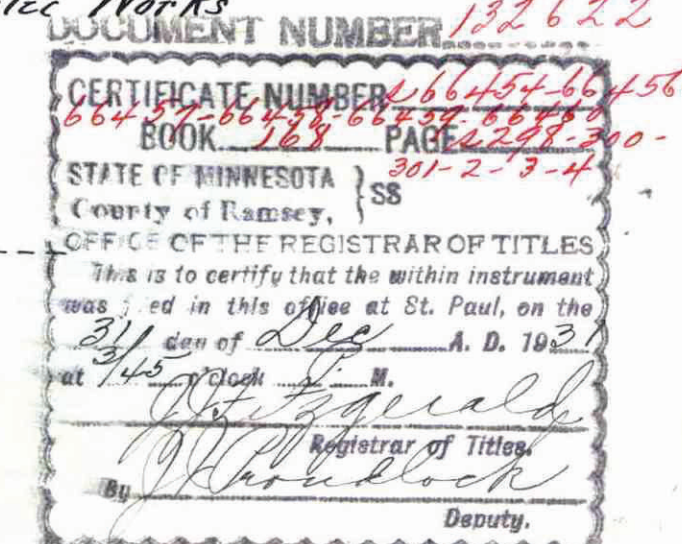 Works
DOCUMENT NUMBER 132622
CERTIFICATE NUMBER 66454-66456
66457-66458-66459-66460
BOOK 168 PAGE 298-300-
301-2-3-4
STATE OF MINNESOTA } SS
County of Ramsey,
OFFICE OF THE REGISTRAR OF TITLES
This is to certify that the within instrument
was filed in this office at St. Paul, on the
31 day of Dec A. D. 1931
at 3/45 o'clock P. M.
J Fitzgerald
Registrar of Titles.
By
Deputy.